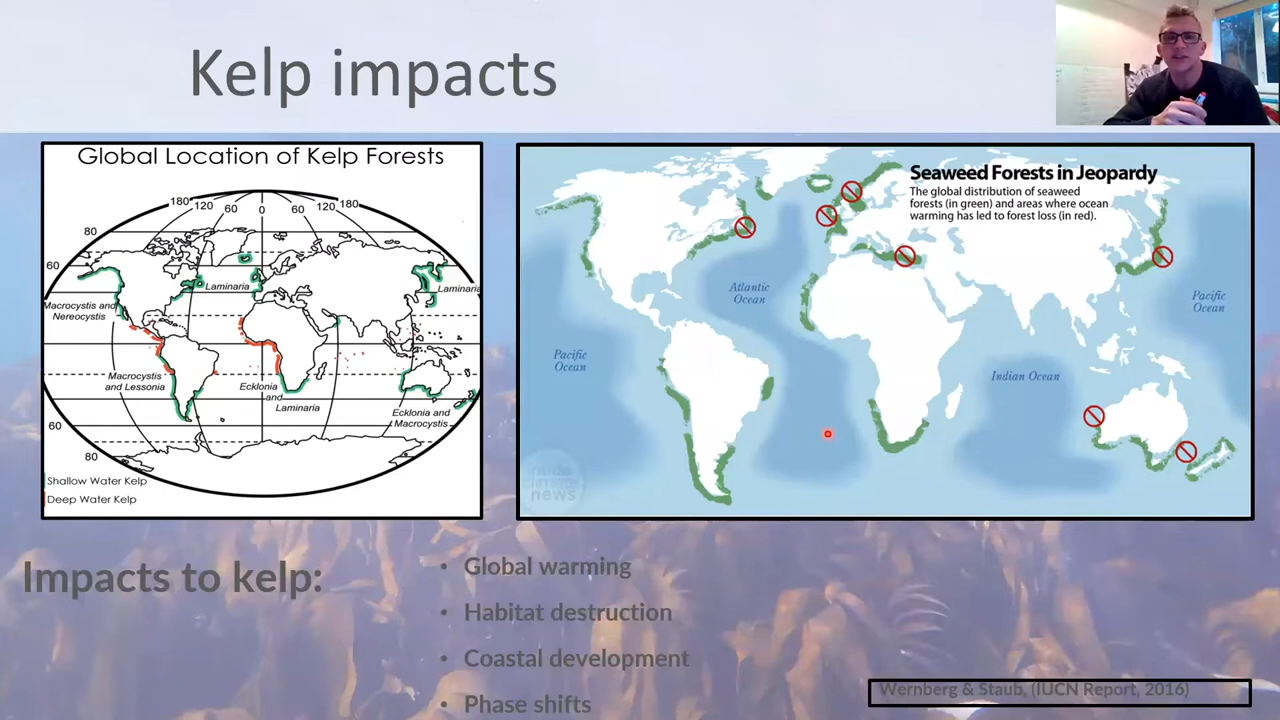 Kelp impacts
Global Location of Kelp Forests
180 120 60 0 60 120 180
80
60
Laminaria
Laminaria
Macrocystis and
Nereocystis
Macrocystis
and Lessonia
Ecklonia
and
Laminaria
Ecklonia and
Macrocystis
60
80
Shallow Water Kelp
Deep Water Kelp
Seaweed Forests in Jeopardy
The global distribution of seaweed
forests (in green) and areas where ocean
warming has led to forest loss (in red).
Atlantic
Ocean
Pacific
Ocean
Pacific
Ocean
Indian Ocean
inside
climate
news
Impacts to kelp:
• Global warming
• Habitat destruction
• Coastal development
• Phase shifts
Wernberg & Staub, (IUCN Report, 2016)